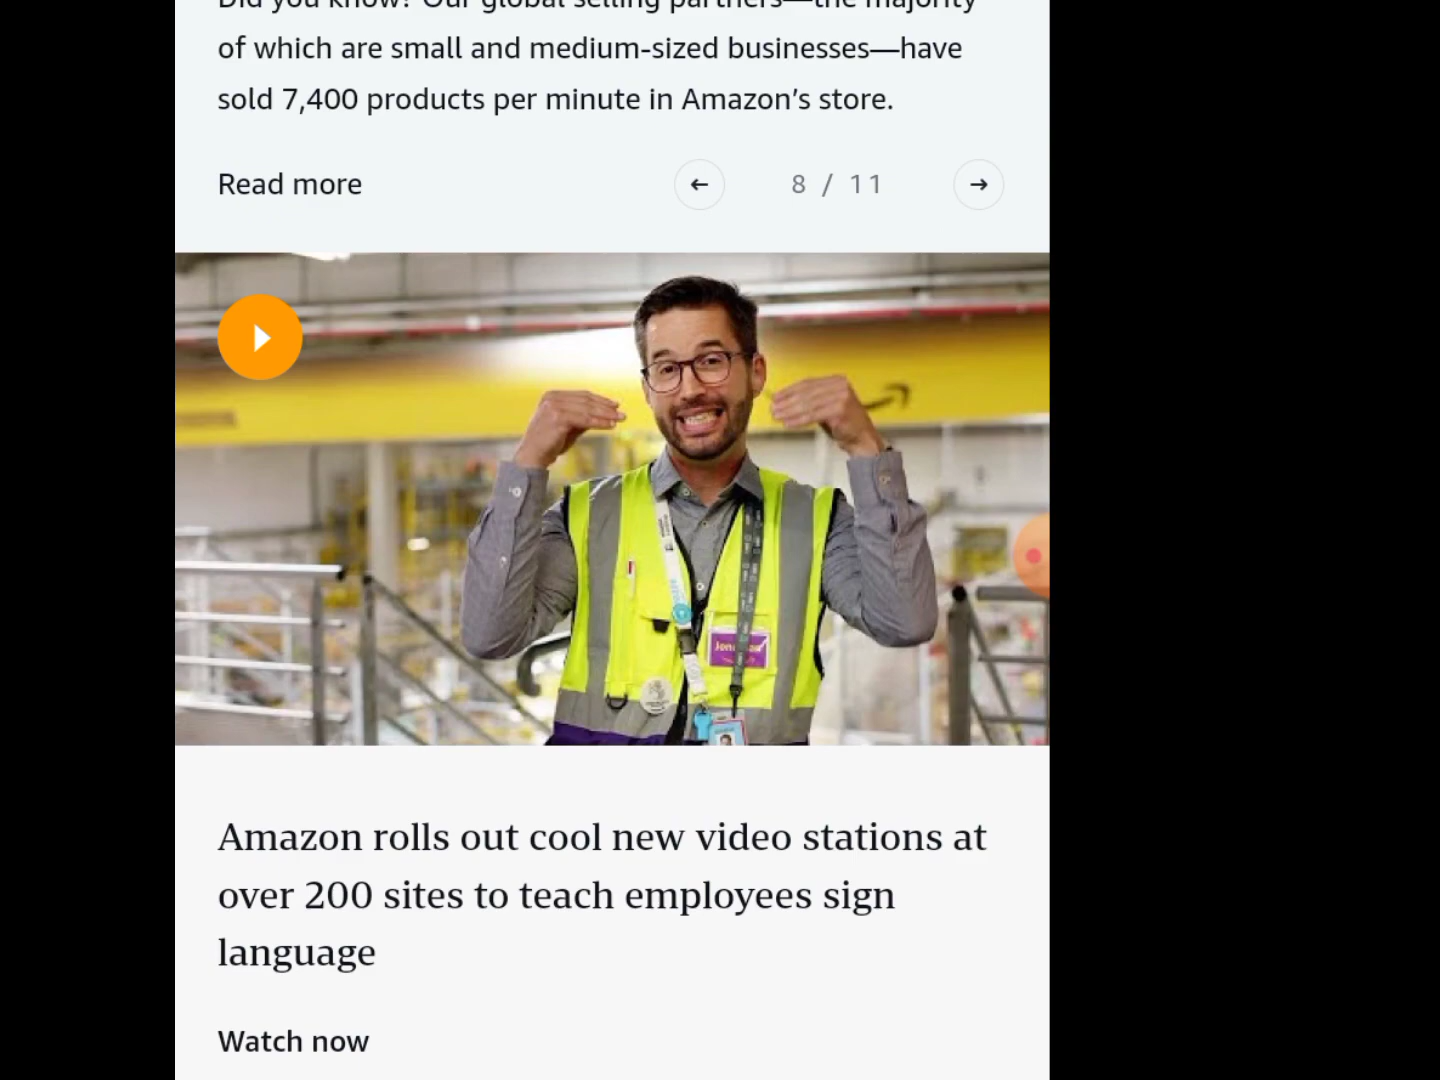 Did you know? Our global selling partners—the majority
of which are small and medium-sized businesses—have
sold 7,400 products per minute in Amazon’s store.
Read more
8 / 11
Amazon rolls out cool new video stations at
over 200 sites to teach employees sign
language
Watch now